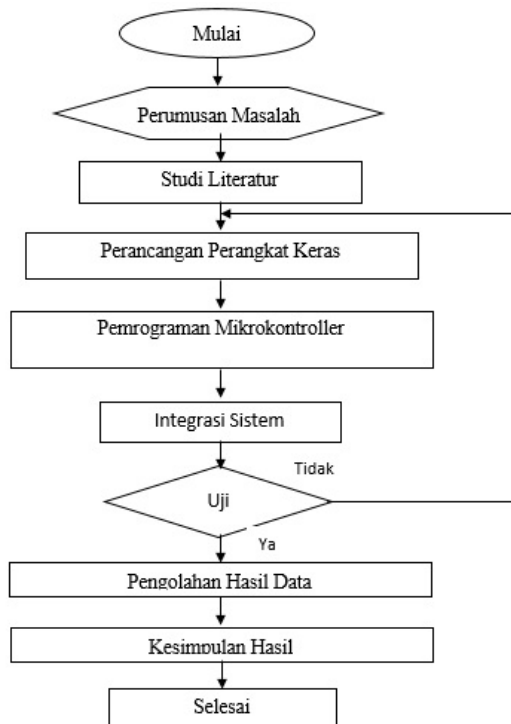 Mulai
Perumusan Masalah
Studi Literatur
Perancangan Perangkat Keras
Pemrograman Mikrokontroller
Integrasi Sistem
Tidak
Uji
Ya
Pengolahan Hasil Data
Kesimpulan Hasil
Selesai